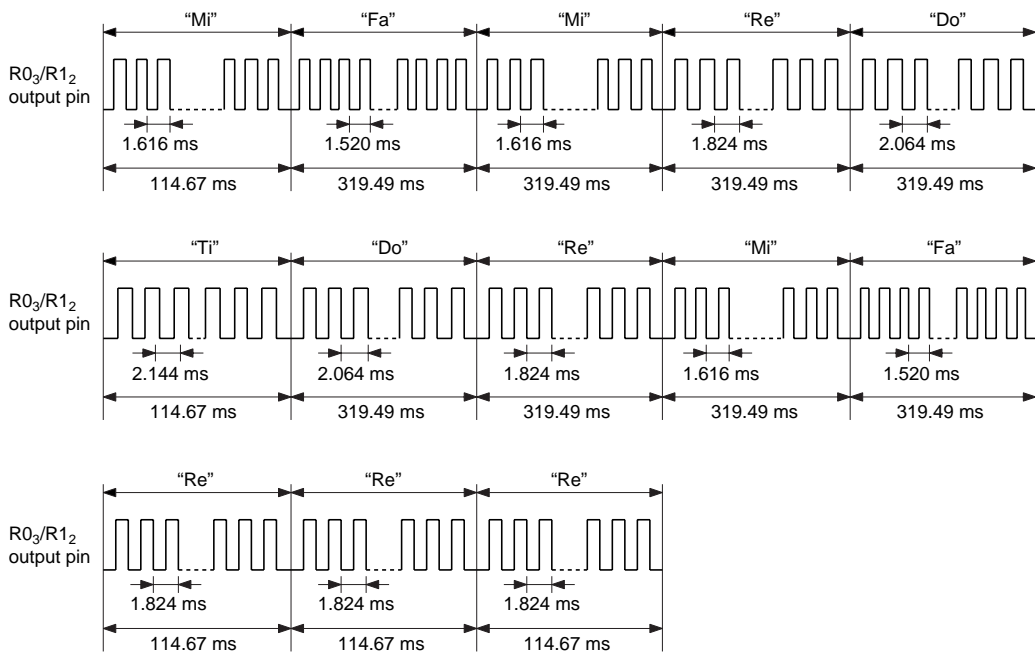 “Mi” “Fa” “Mi” “Re” “Do”
R0₃/R1₂
output pin
1.616 ms 1.520 ms 1.616 ms 1.824 ms 2.064 ms
114.67 ms 319.49 ms 319.49 ms 319.49 ms 319.49 ms
“Ti” “Do” “Re” “Mi” “Fa”
R0₃/R1₂
output pin
2.144 ms 2.064 ms 1.824 ms 1.616 ms 1.520 ms
114.67 ms 319.49 ms 319.49 ms 319.49 ms 319.49 ms
“Re” “Re” “Re”
R0₃/R1₂
output pin
1.824 ms 1.824 ms 1.824 ms
114.67 ms 114.67 ms 114.67 ms